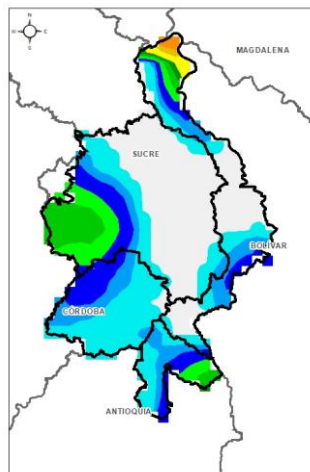 N
W E
S
MAGDALENA
SUCRE
BOLIVAR
CORDOBA
ANTIOQUIA